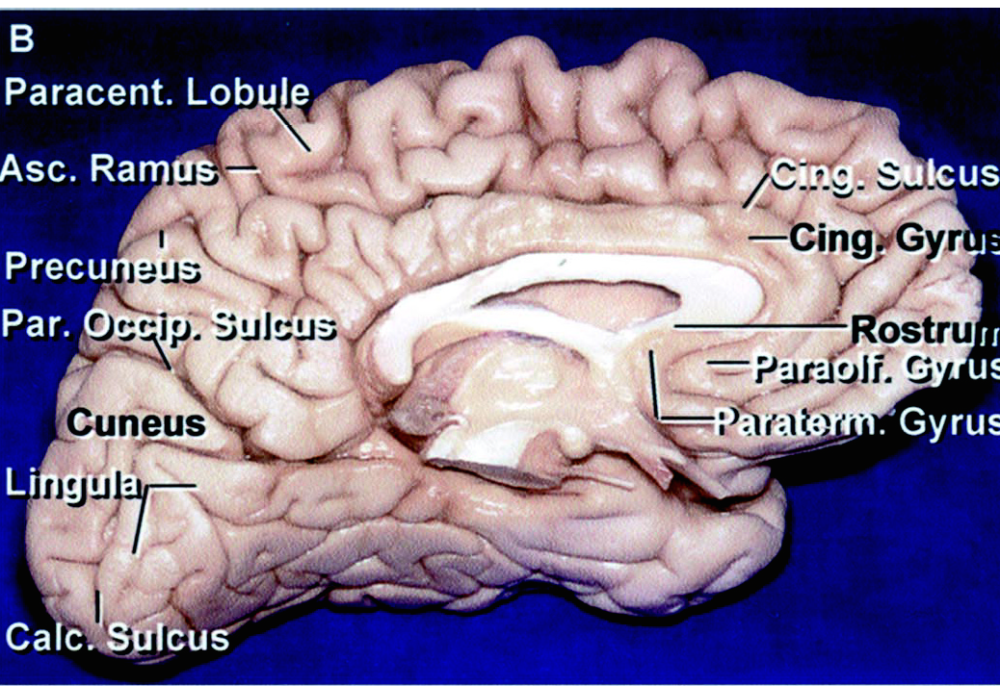 B
Paracent. Lobule
Asc. Ramus
Cing. Sulcus
Cing. Gyrus
Precuneus
Par. Occip. Sulcus
Rostrum
Paraolf. Gyrus
Cuneus
Paraterm. Gyrus
Lingula
Calc. Sulcus